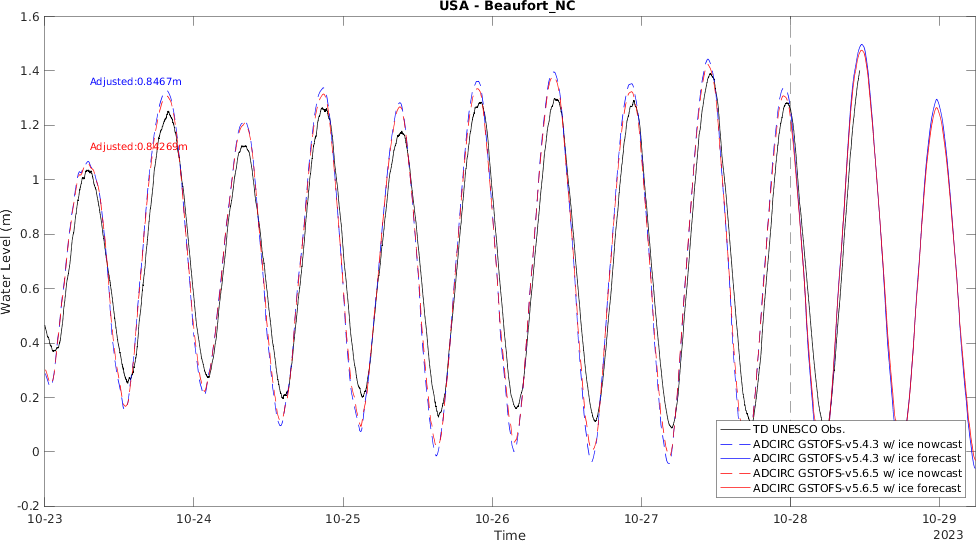 USA - Beaufort_NC
1.6
1.4
1.2
1
0.8
0.6
0.4
0.2
0
-0.2
Water Level (m)
Adjusted:0.8467m
Adjusted:0.84269m
TD UNESCO Obs.
ADCIRC GSTOFS-v5.4.3 w/ ice nowcast
ADCIRC GSTOFS-v5.4.3 w/ ice forecast
ADCIRC GSTOFS-v5.6.5 w/ ice nowcast
ADCIRC GSTOFS-v5.6.5 w/ ice forecast
10-23 10-24 10-25 10-26 10-27 10-28 10-29
Time
2023